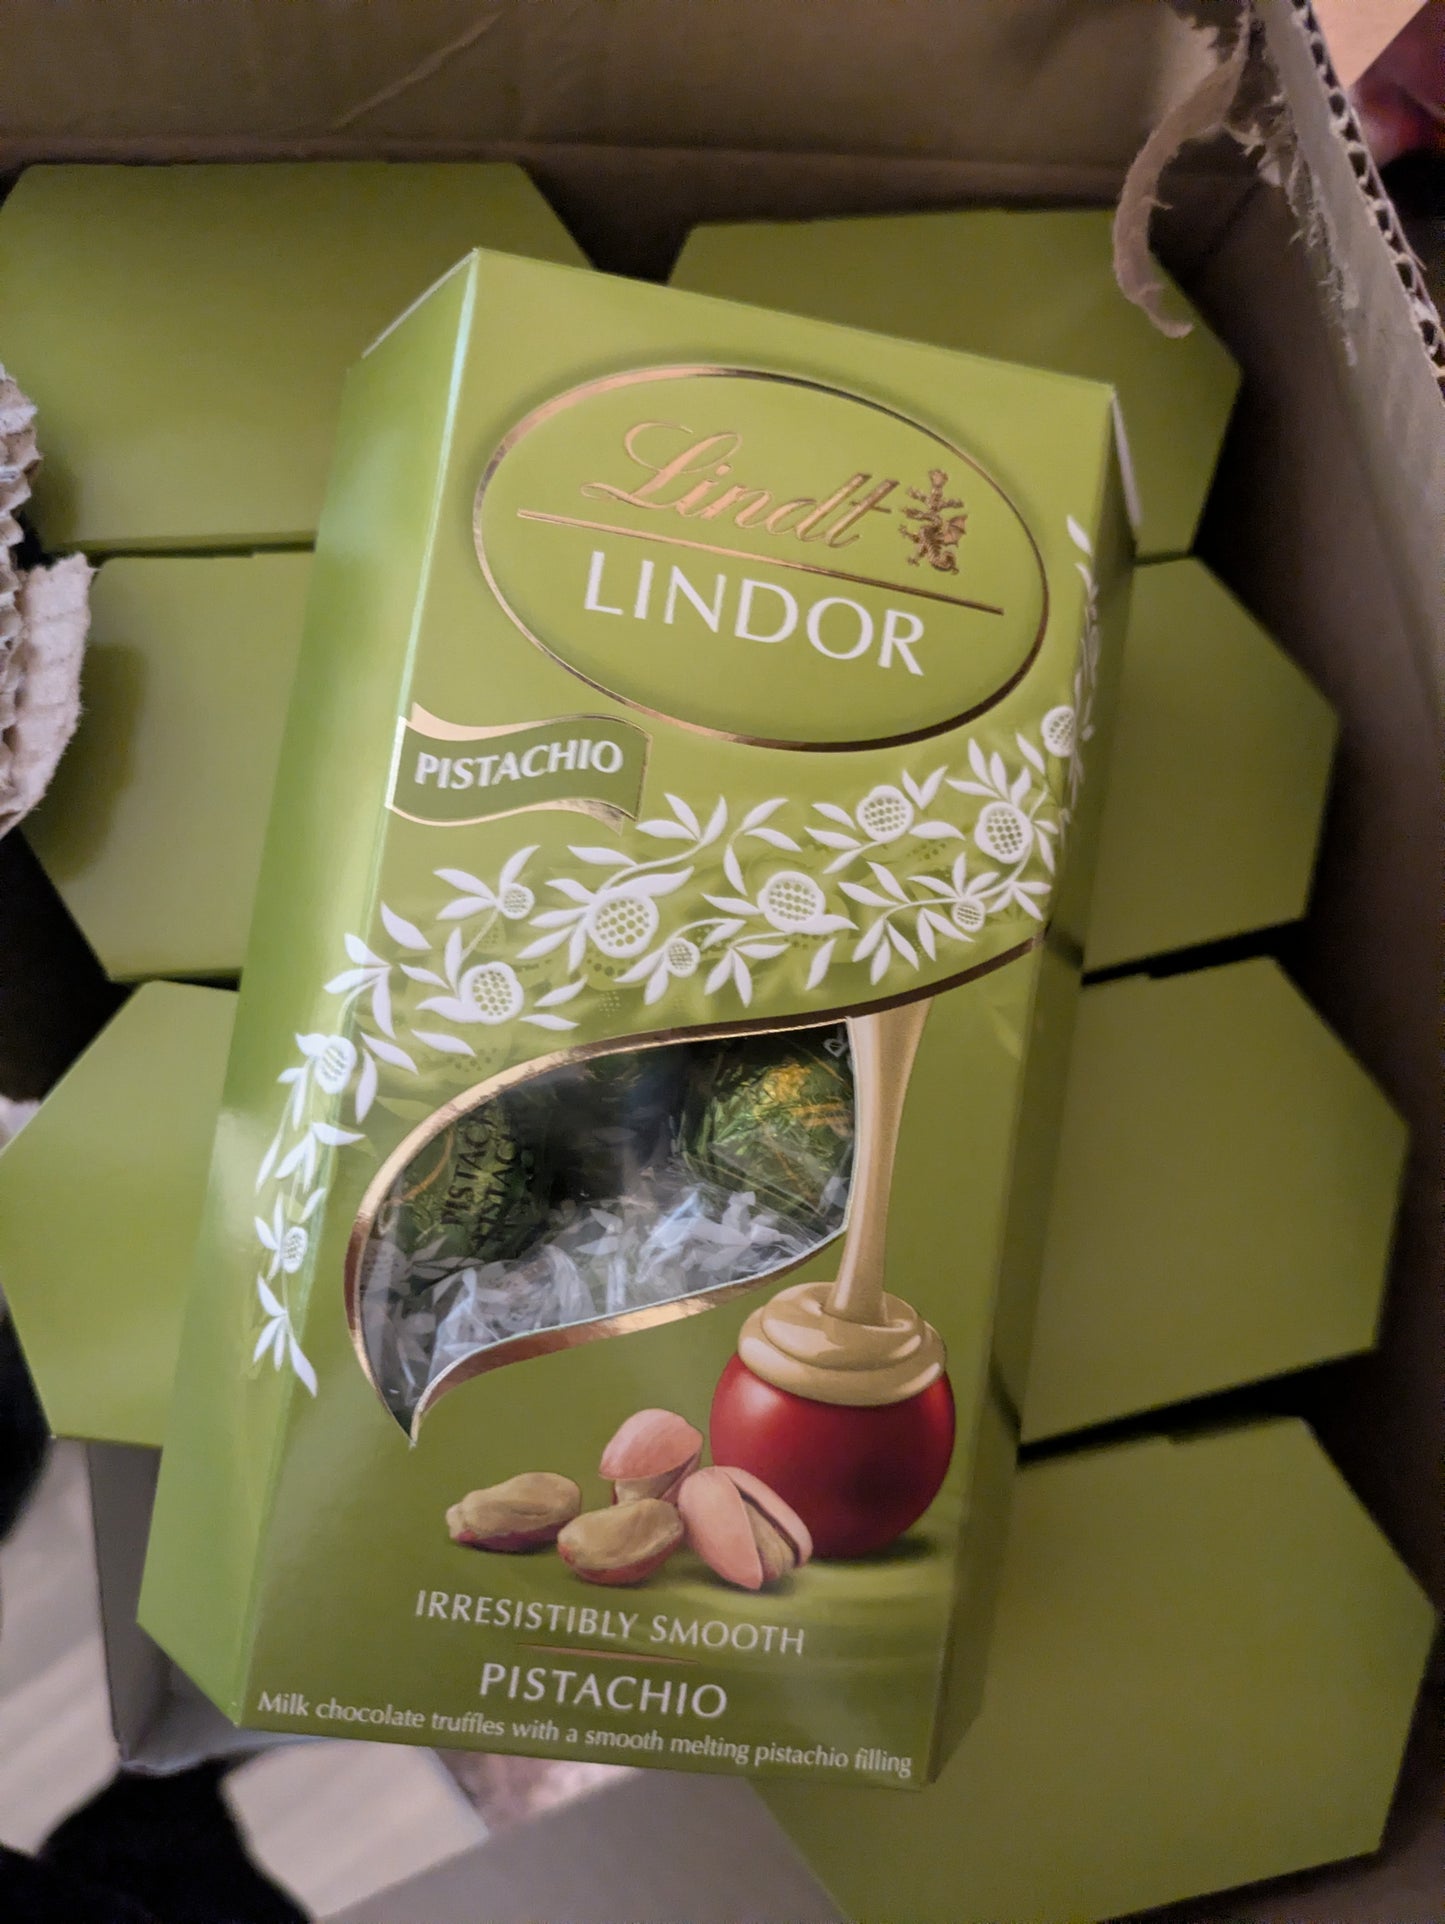 Lindt
LINDOR
PISTACHIO
IRRESISTIBLY SMOOTH
PISTACHIO
Milk chocolate truffles with a smooth melting pistachio filling